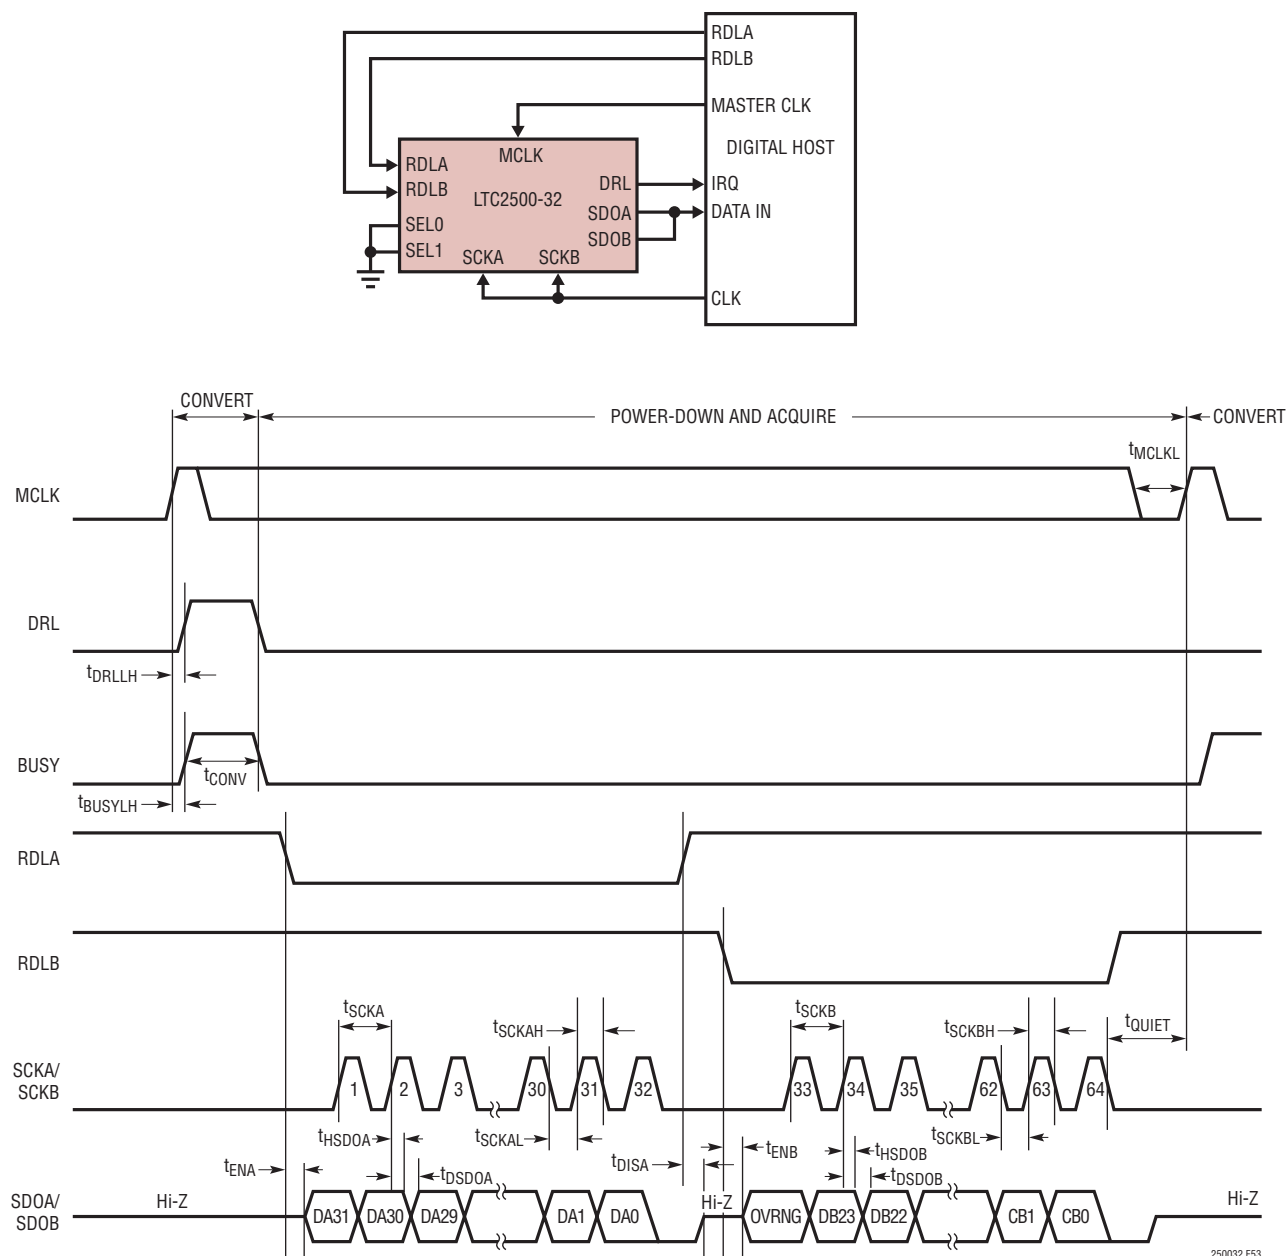 RDLA
RDLB
MASTER CLK
DIGITAL HOST
IRQ
DATA IN
CLK
MCLK
RDLA
RDLB
LTC2500-32
DRL
SDOA
SDOB
SEL0
SEL1
SCKA SCKB
CONVERT
POWER-DOWN AND ACQUIRE
CONVERT
tMCLKL
MCLK
DRL
tDRLLH
BUSY
tCONV
tBUSYLH
RDLA
RDLB
tSCKA
tSCKAH
tSCKB
tSCKBH
tQUIET
SCKA/
SCKB
1 2 3 30 31 32 33 34 35 62 63 64
tHSDOA
tSCKAL
tENB
tHSDOB
tSCKBL
tENA
tDSDOA
tDISA
tDSDOB
SDOA/
SDOB
Hi-Z DA31 DA30 DA29 DA1 DA0 Hi-Z OVRNG DB23 DB22 CB1 CB0 Hi-Z
250032 F53